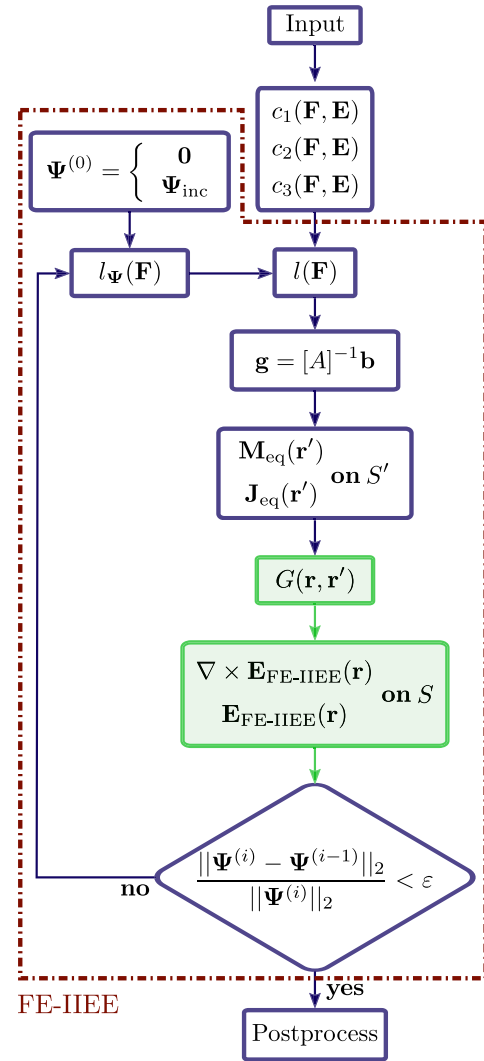 Input
c₁(F, E)
c₂(F, E)
c₃(F, E)
Ψ⁽⁰⁾ = { 0
Ψ_inc
l_Ψ(F)
l(F)
g = [A]⁻¹b
M_eq(r′)
J_eq(r′)
on S′
G(r, r′)
∇ × E_FE-IIEE(r)
E_FE-IIEE(r)
on S
||Ψ⁽ⁱ⁾ − Ψ⁽ⁱ⁻¹⁾||₂
||Ψ⁽ⁱ⁾||₂
< ε
no
yes
FE-IIEE
Postprocess